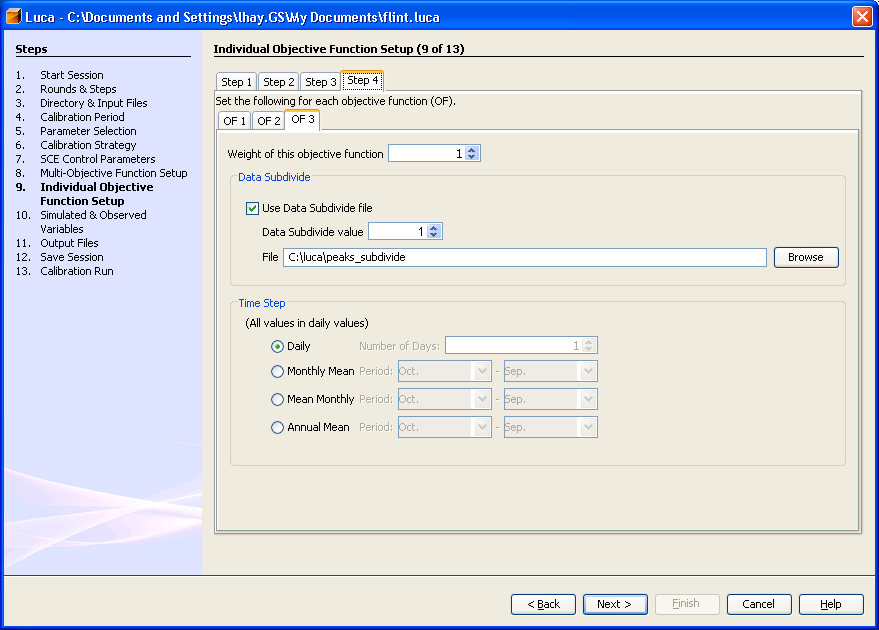 Luca - C:\Documents and Settings\lhay.GS\My Documents\flint.luca
Steps
1. Start Session
2. Rounds & Steps
3. Directory & Input Files
4. Calibration Period
5. Parameter Selection
6. Calibration Strategy
7. SCE Control Parameters
8. Multi-Objective Function Setup
9. Individual Objective
Function Setup
10. Simulated & Observed
Variables
11. Output Files
12. Save Session
13. Calibration Run
Individual Objective Function Setup (9 of 13)
Step 1 Step 2 Step 3 Step 4
Set the following for each objective function (OF).
OF 1 OF 2 OF 3
Weight of this objective function 1
Data Subdivide
Use Data Subdivide file
Data Subdivide value 1
File C:\luca\peaks_subdivide Browse
Time Step
(All values in daily values)
Daily Number of Days: 1
Monthly Mean Period: Oct. - Sep.
Mean Monthly Period: Oct. - Sep.
Annual Mean Period: Oct. - Sep.
< Back Next > Finish Cancel Help